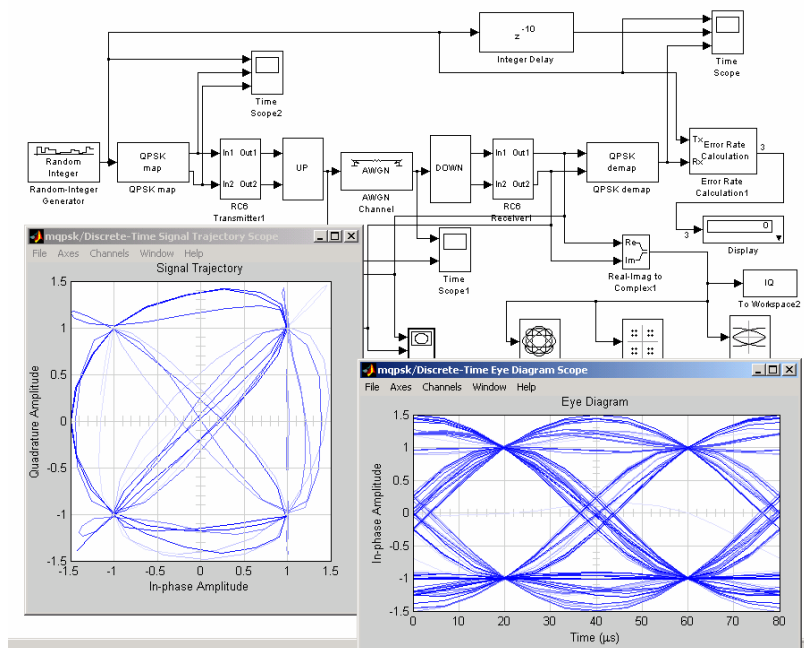 z-10
Integer Delay
Time
Scope
Time
Scope2
Random
Integer
Random-Integer
Generator
QPSK
map
QPSK map
In1 Out1
In2 Out2
RC6
Transmitter1
UP
AWGN
AWGN
Channel
DOWN
In1 Out1
In2 Out2
RC6
Receiver1
QPSK
demap
QPSK demap
Tx
Rx
Error Rate
Calculation
3
Error Rate
Calculation1
3
0
Display
Time
Scope1
Re
Im
Real-Imag to
Complex1
IQ
To Workspace2
mqpsk/Discrete-Time Signal Trajectory Scope
File Axes Channels Window Help
Signal Trajectory
Quadrature Amplitude
1.5
1
0.5
0
-0.5
-1
-1.5
-1.5 -1 -0.5 0 0.5 1 1.5
In-phase Amplitude
mqpsk/Discrete-Time Eye Diagram Scope
File Axes Channels Window Help
Eye Diagram
In-phase Amplitude
1.5
1
0.5
0
-0.5
-1
-1.5
0 10 20 30 40 50 60 70 80
Time (µs)